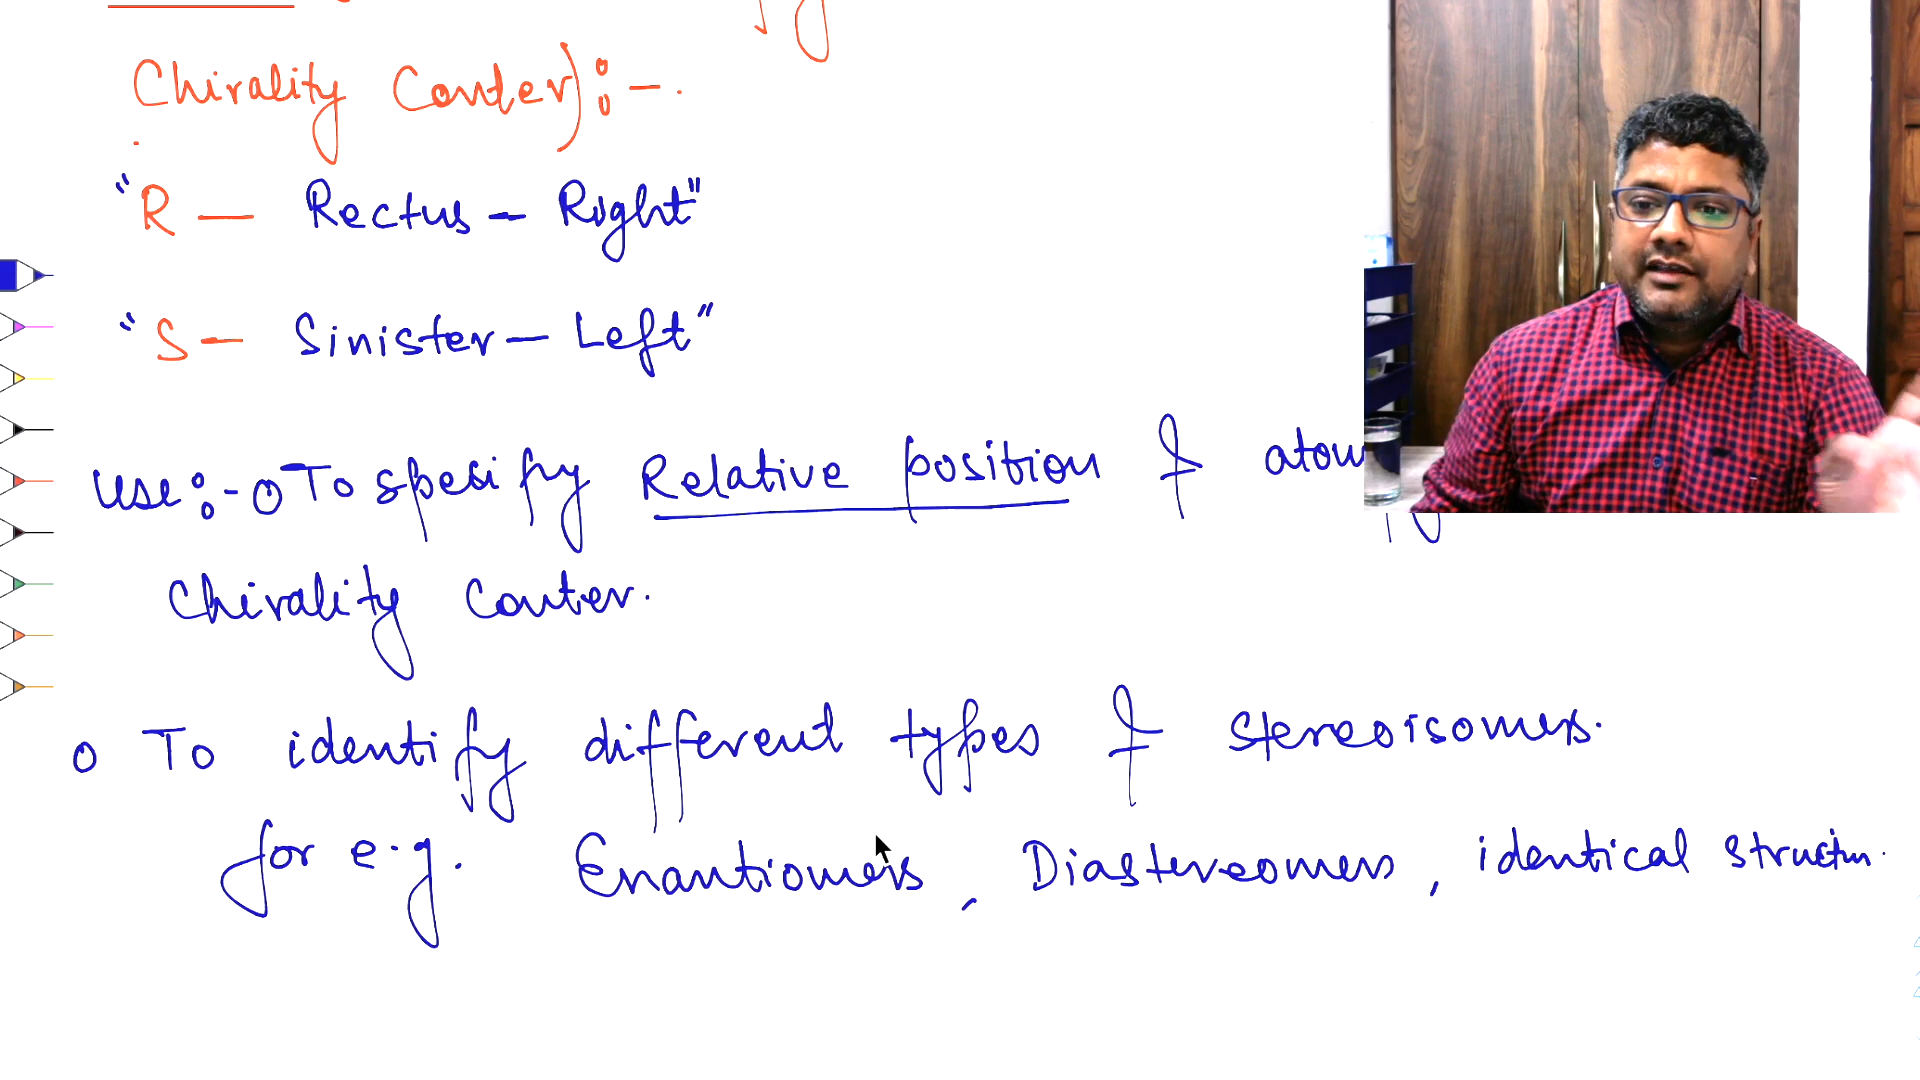 Chirality Center):-.
"R — Rectus - Right"
"S — Sinister — Left"
Use:- o To specify Relative position of atom
Chirality Center.
o To identify different types of stereoisomers.
for e.g. Enantiomers, Diastereomers, identical structure.